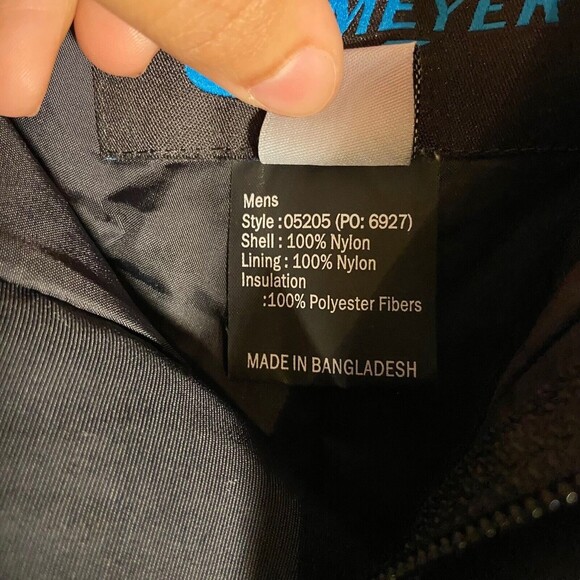 MEYER
Mens
Style : 05205 (PO: 6927)
Shell : 100% Nylon
Lining : 100% Nylon
Insulation
:100% Polyester Fibers
MADE IN BANGLADESH